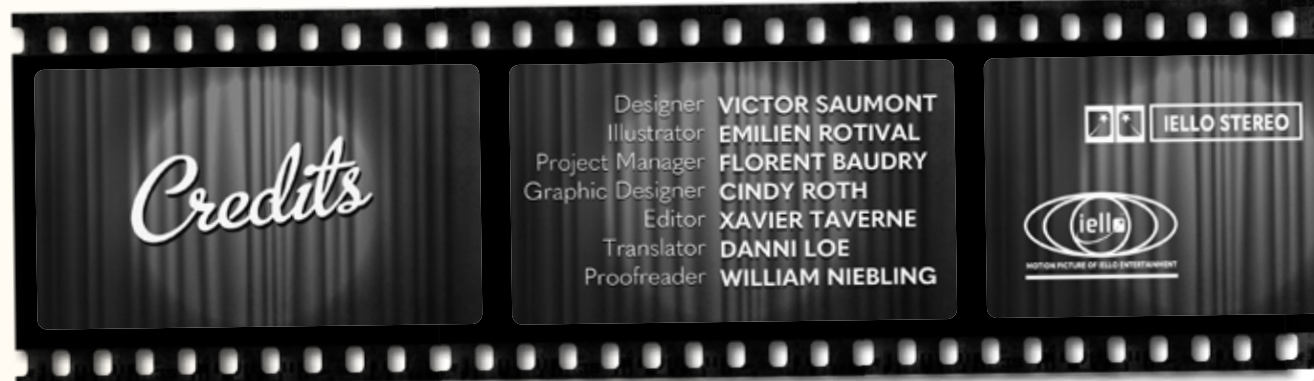 Credits
Designer VICTOR SAUMONT
Illustrator EMILIEN ROTIVAL
Project Manager FLORENT BAUDRY
Graphic Designer CINDY ROTH
Editor XAVIER TAVERNE
Translator DANNI LOE
Proofreader WILLIAM NIEBLING
IELLO STEREO
iello
MOTION PICTURE OF IELLO ENTERTAINMENT